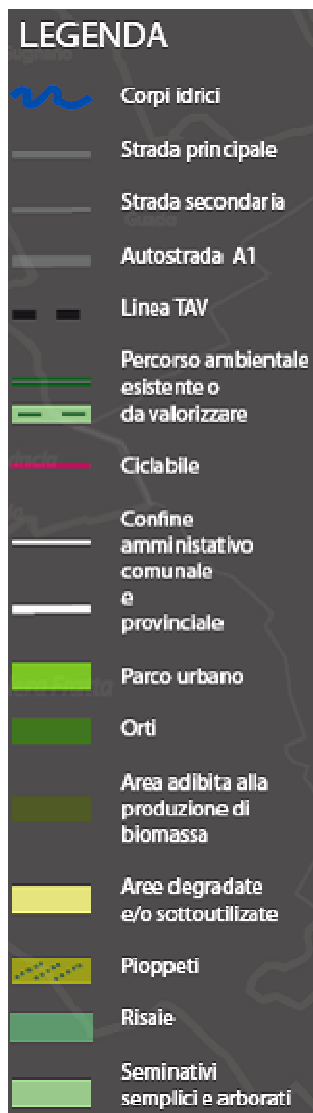 LEGENDA
Corpi idrici
Strada principale
Strada secondaria
Autostrada A1
Linea TAV
Percorso ambientale
esistente o
da valorizzare
Ciclabile
Confine
amministativo
comunale
e
provinciale
Parco urbano
Orti
Area adibita alla
produzione di
biomassa
Aree degradate
e/o sottoutilizate
Pioppeti
Risaie
Seminativi
semplici e arborati